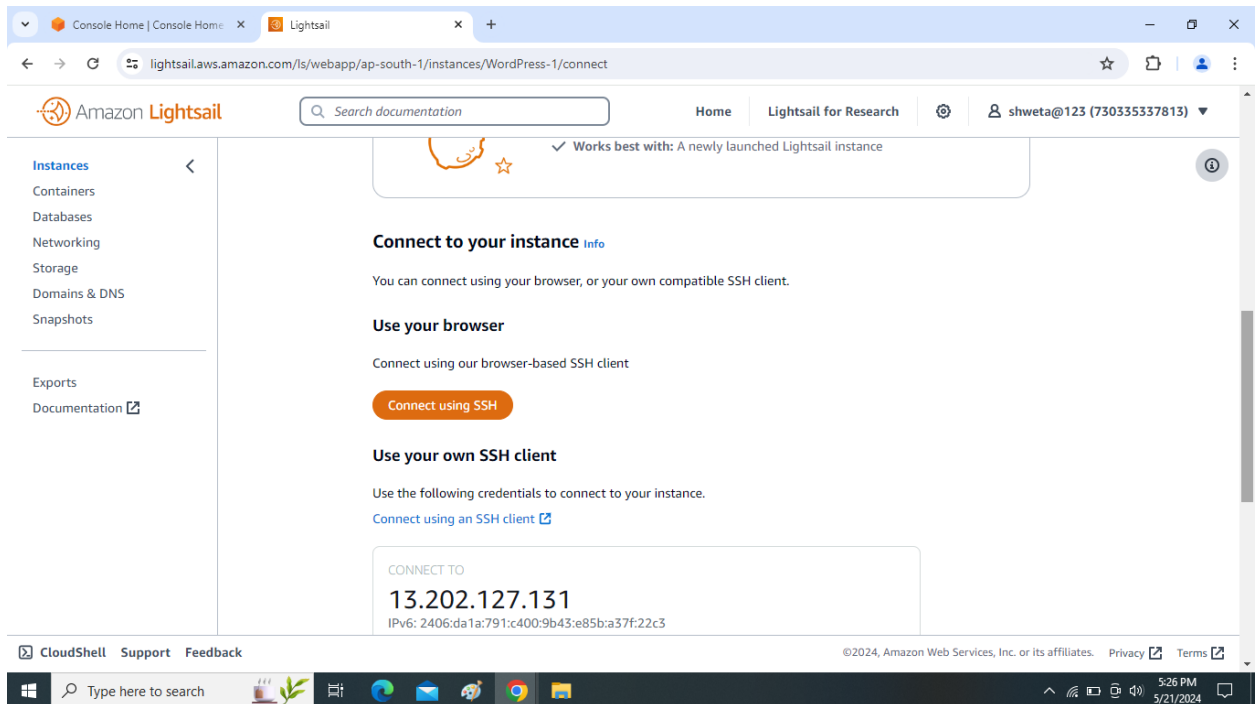 Console Home | Console Home
Lightsail
lightsail.aws.amazon.com/ls/webapp/ap-south-1/instances/WordPress-1/connect
Amazon Lightsail
Search documentation
Home
Lightsail for Research
shweta@123 (730335337813)
Instances
Containers
Databases
Networking
Storage
Domains & DNS
Snapshots
Exports
Documentation
Works best with: A newly launched Lightsail instance
Connect to your instance Info
You can connect using your browser, or your own compatible SSH client.
Use your browser
Connect using our browser-based SSH client
Connect using SSH
Use your own SSH client
Use the following credentials to connect to your instance.
Connect using an SSH client
CONNECT TO
13.202.127.131
IPv6: 2406:da1a:791:c400:9b43:e85b:a37f:22c3
CloudShell Support Feedback
©2024, Amazon Web Services, Inc. or its affiliates. Privacy Terms
Type here to search
5:26 PM
5/21/2024